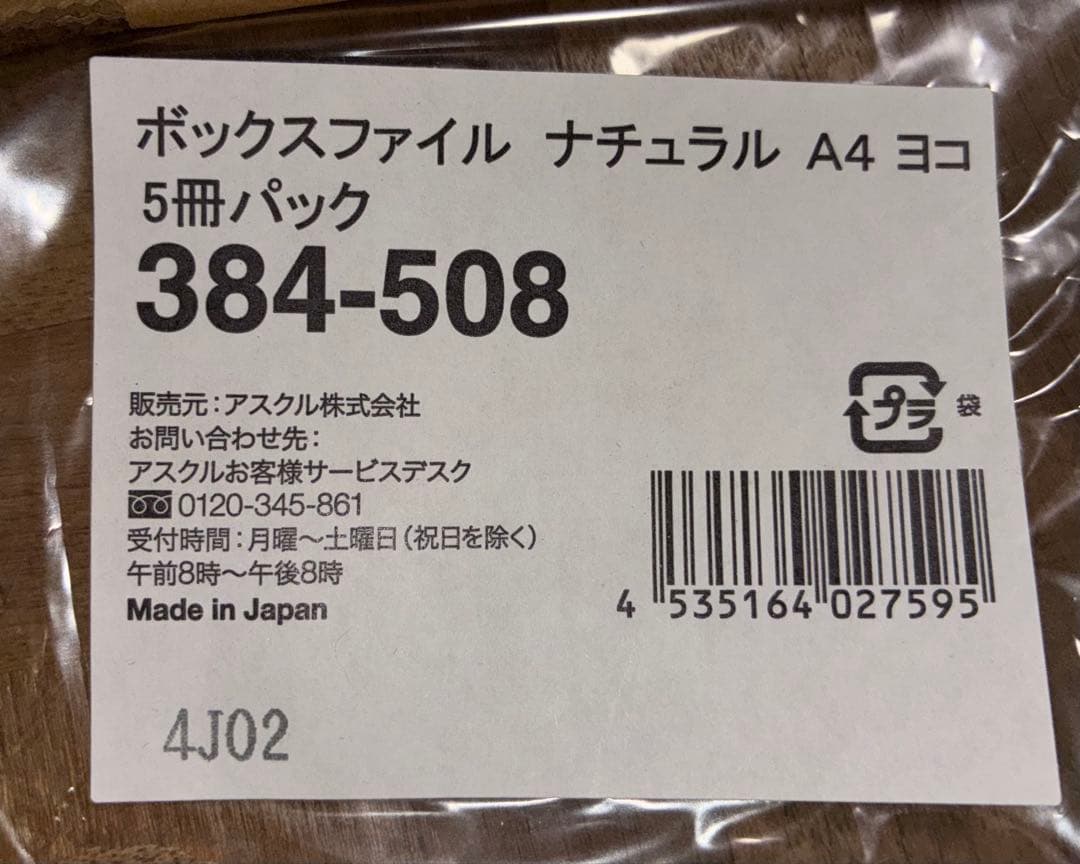 ボックスファイル ナチュラル A4 ヨコ
5冊パック
384-508
販売元:アスクル株式会社
お問い合わせ先:
アスクルお客様サービスデスク
0120-345-861
受付時間:月曜~土曜日(祝日を除く)
午前8時~午後8時
Made in Japan
プラ 袋
4 535164 027595
4J02